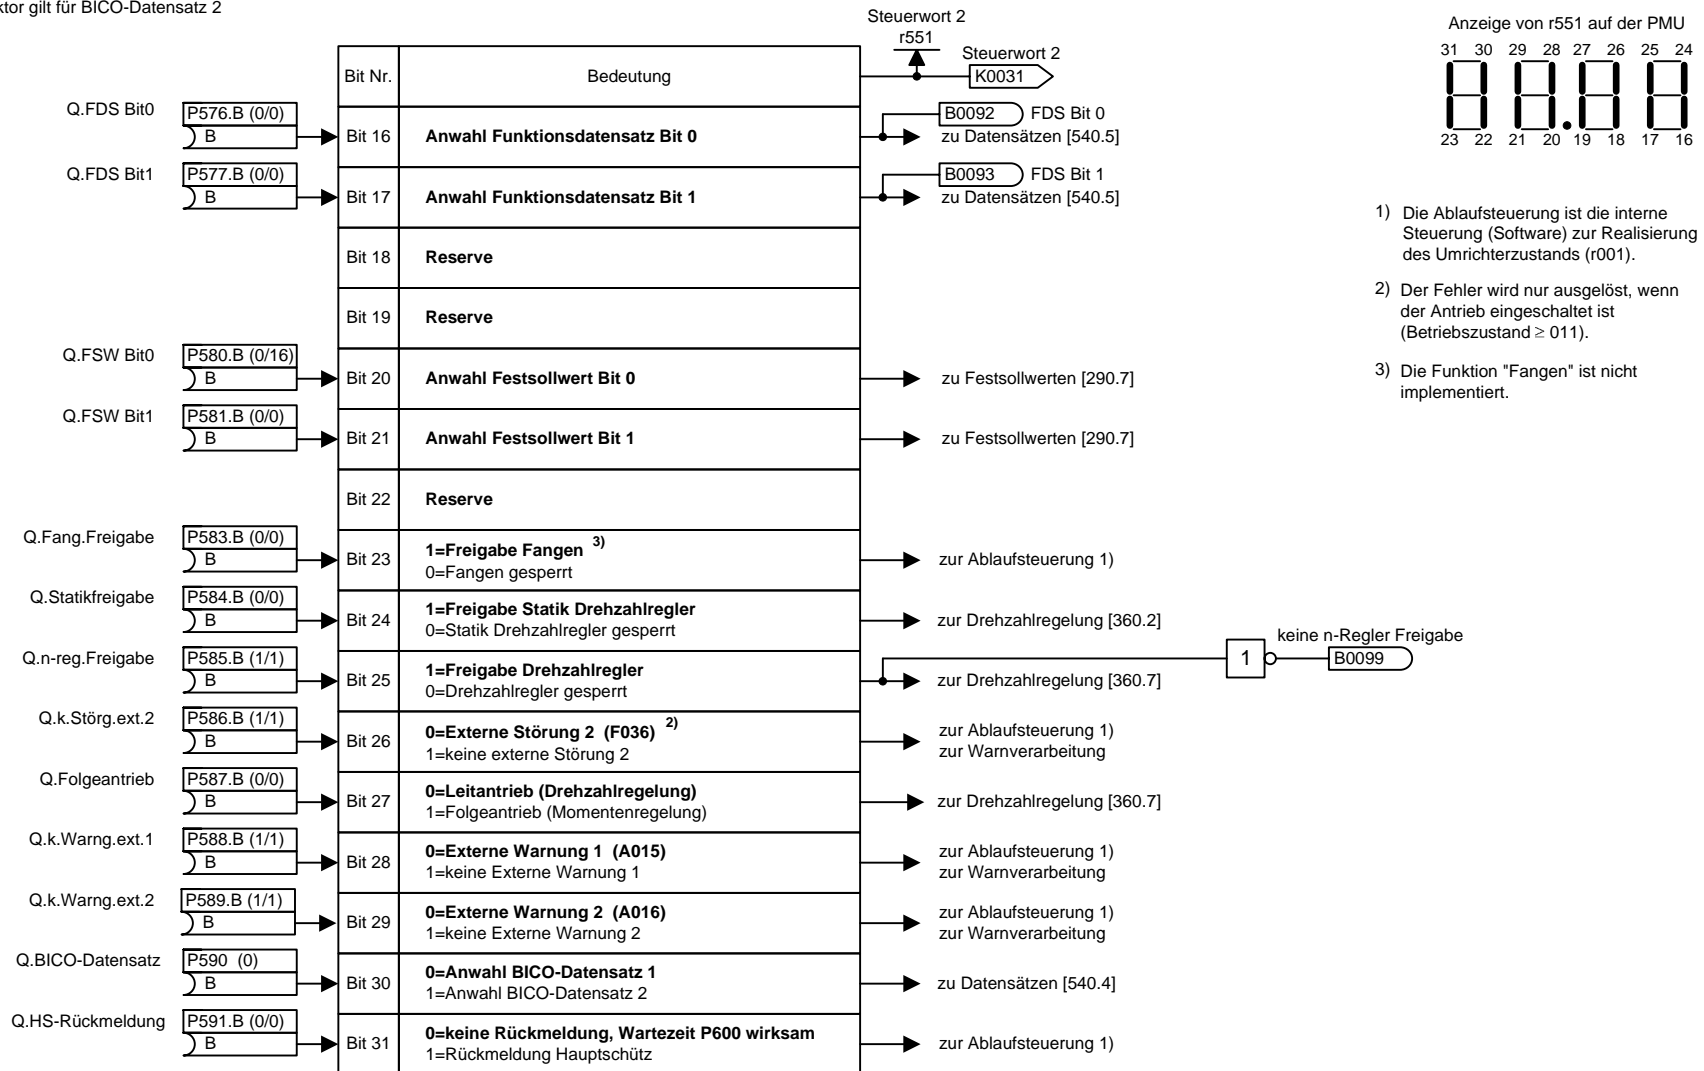 ktor gilt für BICO-Datensatz 2
Steuerwort 2
r551
Steuerwort 2
K0031
Bit Nr.
Bedeutung
Q.FDS Bit0
P576.B (0/0)
B
Bit 16
Anwahl Funktionsdatensatz Bit 0
B0092
FDS Bit 0
zu Datensätzen [540.5]
Q.FDS Bit1
P577.B (0/0)
B
Bit 17
Anwahl Funktionsdatensatz Bit 1
B0093
FDS Bit 1
zu Datensätzen [540.5]
Bit 18
Reserve
Bit 19
Reserve
Q.FSW Bit0
P580.B (0/16)
B
Bit 20
Anwahl Festsollwert Bit 0
zu Festsollwerten [290.7]
Q.FSW Bit1
P581.B (0/0)
B
Bit 21
Anwahl Festsollwert Bit 1
zu Festsollwerten [290.7]
Bit 22
Reserve
Q.Fang.Freigabe
P583.B (0/0)
B
Bit 23
1=Freigabe Fangen 3)
0=Fangen gesperrt
zur Ablaufsteuerung 1)
Q.Statikfreigabe
P584.B (0/0)
B
Bit 24
1=Freigabe Statik Drehzahlregler
0=Statik Drehzahlregler gesperrt
zur Drehzahlregelung [360.2]
Q.n-reg.Freigabe
P585.B (1/1)
B
Bit 25
1=Freigabe Drehzahlregler
0=Drehzahlregler gesperrt
zur Drehzahlregelung [360.7]
1
keine n-Regler Freigabe
B0099
Q.k.Störg.ext.2
P586.B (1/1)
B
Bit 26
0=Externe Störung 2 (F036) 2)
1=keine externe Störung 2
zur Ablaufsteuerung 1)
zur Warnverarbeitung
Q.Folgeantrieb
P587.B (0/0)
B
Bit 27
0=Leitantrieb (Drehzahlregelung)
1=Folgeantrieb (Momentenregelung)
zur Drehzahlregelung [360.7]
Q.k.Warng.ext.1
P588.B (1/1)
B
Bit 28
0=Externe Warnung 1 (A015)
1=keine Externe Warnung 1
zur Ablaufsteuerung 1)
zur Warnverarbeitung
Q.k.Warng.ext.2
P589.B (1/1)
B
Bit 29
0=Externe Warnung 2 (A016)
1=keine Externe Warnung 2
zur Ablaufsteuerung 1)
zur Warnverarbeitung
Q.BICO-Datensatz
P590 (0)
B
Bit 30
0=Anwahl BICO-Datensatz 1
1=Anwahl BICO-Datensatz 2
zu Datensätzen [540.4]
Q.HS-Rückmeldung
P591.B (0/0)
B
Bit 31
0=keine Rückmeldung, Wartezeit P600 wirksam
1=Rückmeldung Hauptschütz
zur Ablaufsteuerung 1)
Anzeige von r551 auf der PMU
31 30 29 28 27 26 25 24
23 22 21 20 19 18 17 16
1) Die Ablaufsteuerung ist die interne
Steuerung (Software) zur Realisierung
des Umrichterzustands (r001).
2) Der Fehler wird nur ausgelöst, wenn
der Antrieb eingeschaltet ist
(Betriebszustand ≥ 011).
3) Die Funktion "Fangen" ist nicht
implementiert.